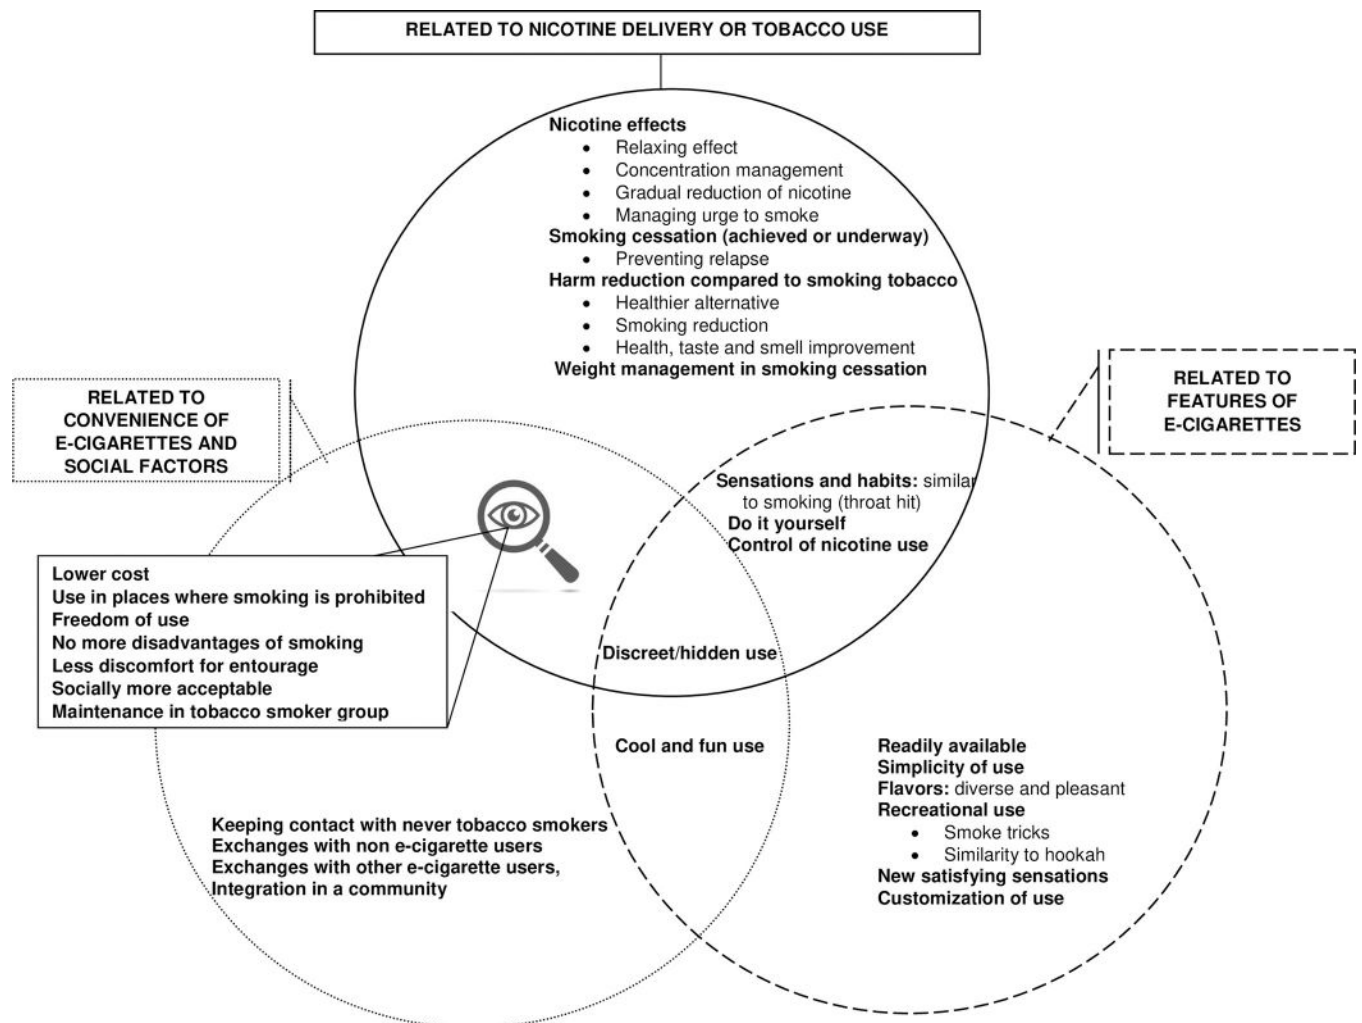 RELATED TO NICOTINE DELIVERY OR TOBACCO USE
Nicotine effects
• Relaxing effect
• Concentration management
• Gradual reduction of nicotine
• Managing urge to smoke
Smoking cessation (achieved or underway)
• Preventing relapse
Harm reduction compared to smoking tobacco
• Healthier alternative
• Smoking reduction
• Health, taste and smell improvement
Weight management in smoking cessation
RELATED TO
CONVENIENCE OF
E-CIGARETTES AND
SOCIAL FACTORS
RELATED TO
FEATURES OF
E-CIGARETTES
Sensations and habits: similar
to smoking (throat hit)
Do it yourself
Control of nicotine use
Lower cost
Use in places where smoking is prohibited
Freedom of use
No more disadvantages of smoking
Less discomfort for entourage
Socially more acceptable
Maintenance in tobacco smoker group
Discreet/hidden use
Cool and fun use
Keeping contact with never tobacco smokers
Exchanges with non e-cigarette users
Exchanges with other e-cigarette users,
Integration in a community
Readily available
Simplicity of use
Flavors: diverse and pleasant
Recreational use
• Smoke tricks
• Similarity to hookah
New satisfying sensations
Customization of use